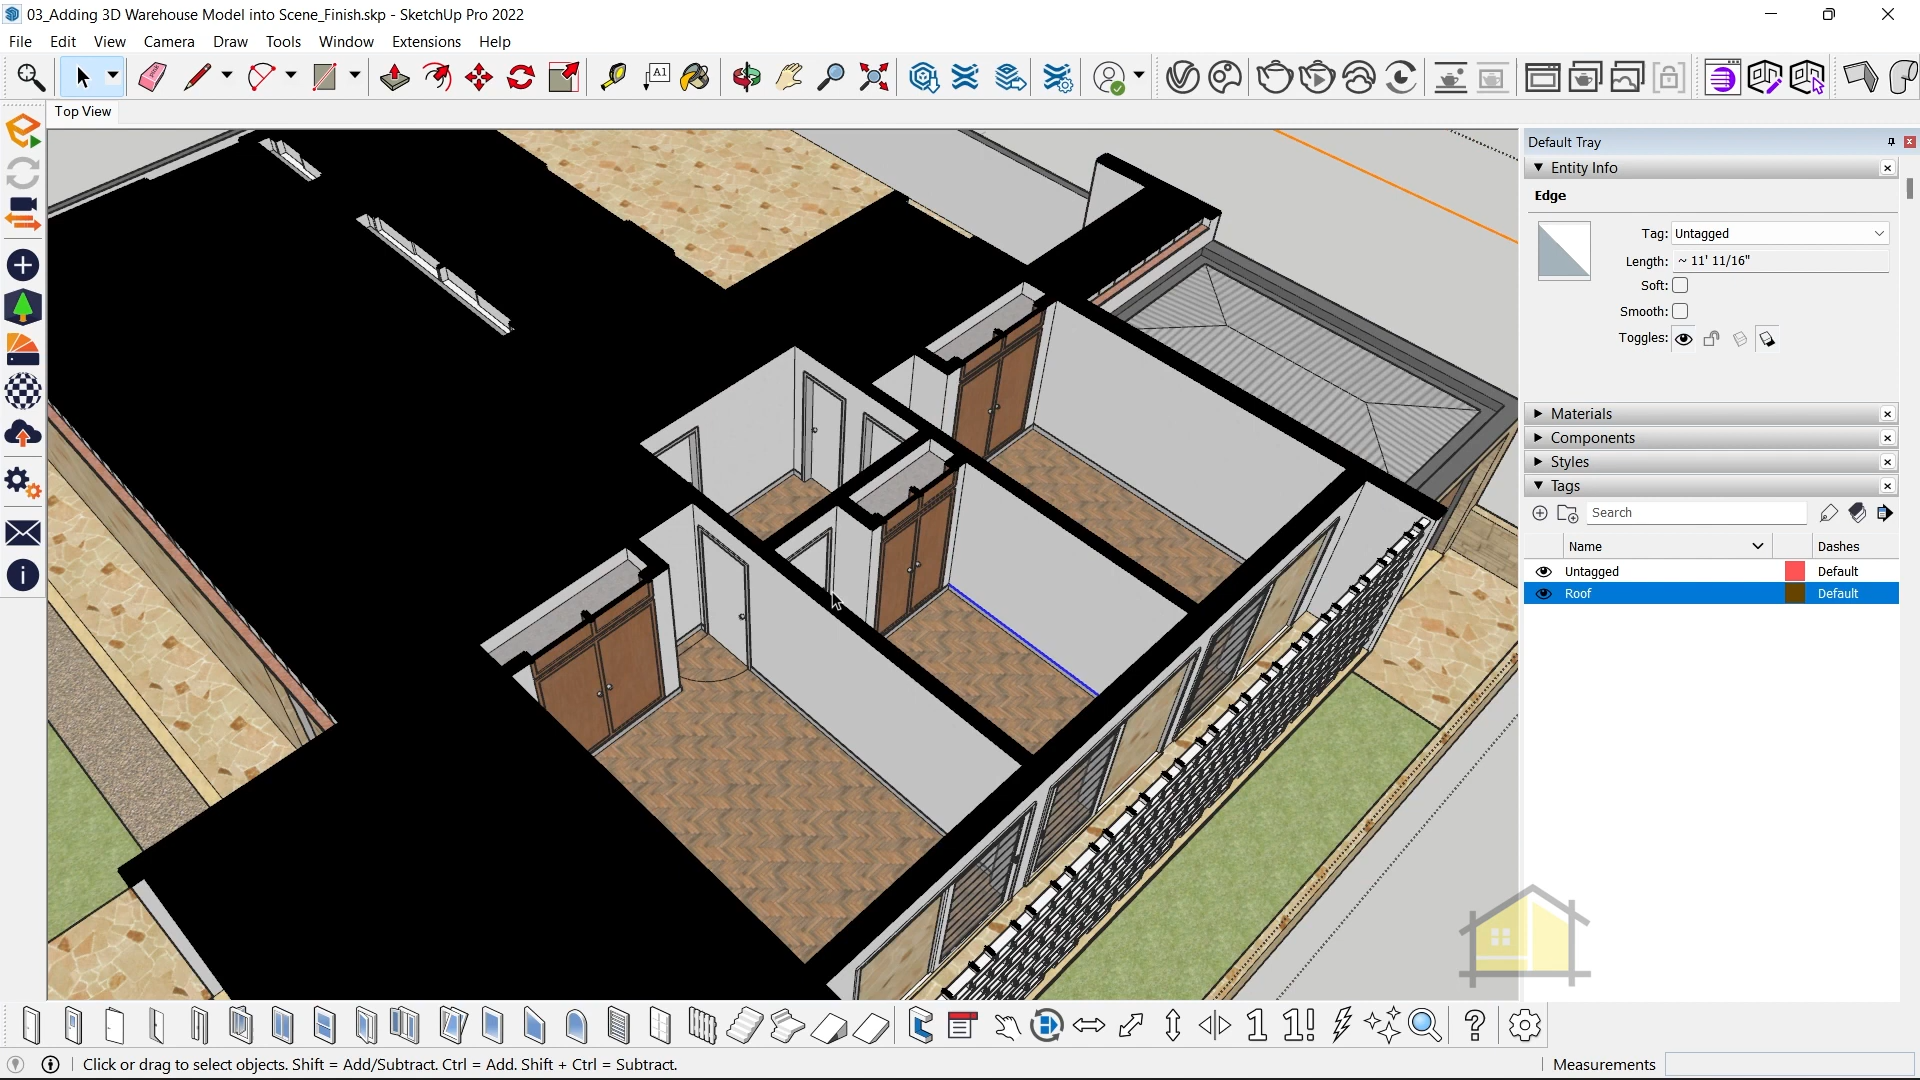 03_Adding 3D Warehouse Model into Scene_Finish.skp - SketchUp Pro 2022
File Edit View Camera Draw Tools Window Extensions Help
A1
Top View
Default Tray
Entity Info
Edge
Tag: Untagged
Length: ~ 11' 11/16"
Soft:
Smooth:
Toggles:
Materials
Components
Styles
Tags
Search
Name Dashes
Untagged Default
Roof Default
1 1! ?
Click or drag to select objects. Shift = Add/Subtract. Ctrl = Add. Shift + Ctrl = Subtract.
Measurements